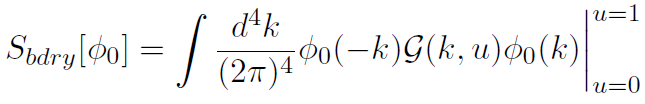 $S_{bdry}[\phi_0] = \int \frac{d^4k}{(2\pi)^4} \phi_0(-k) \mathcal{G}(k, u) \phi_0(k) \Big|_{u=0}^{u=1}$